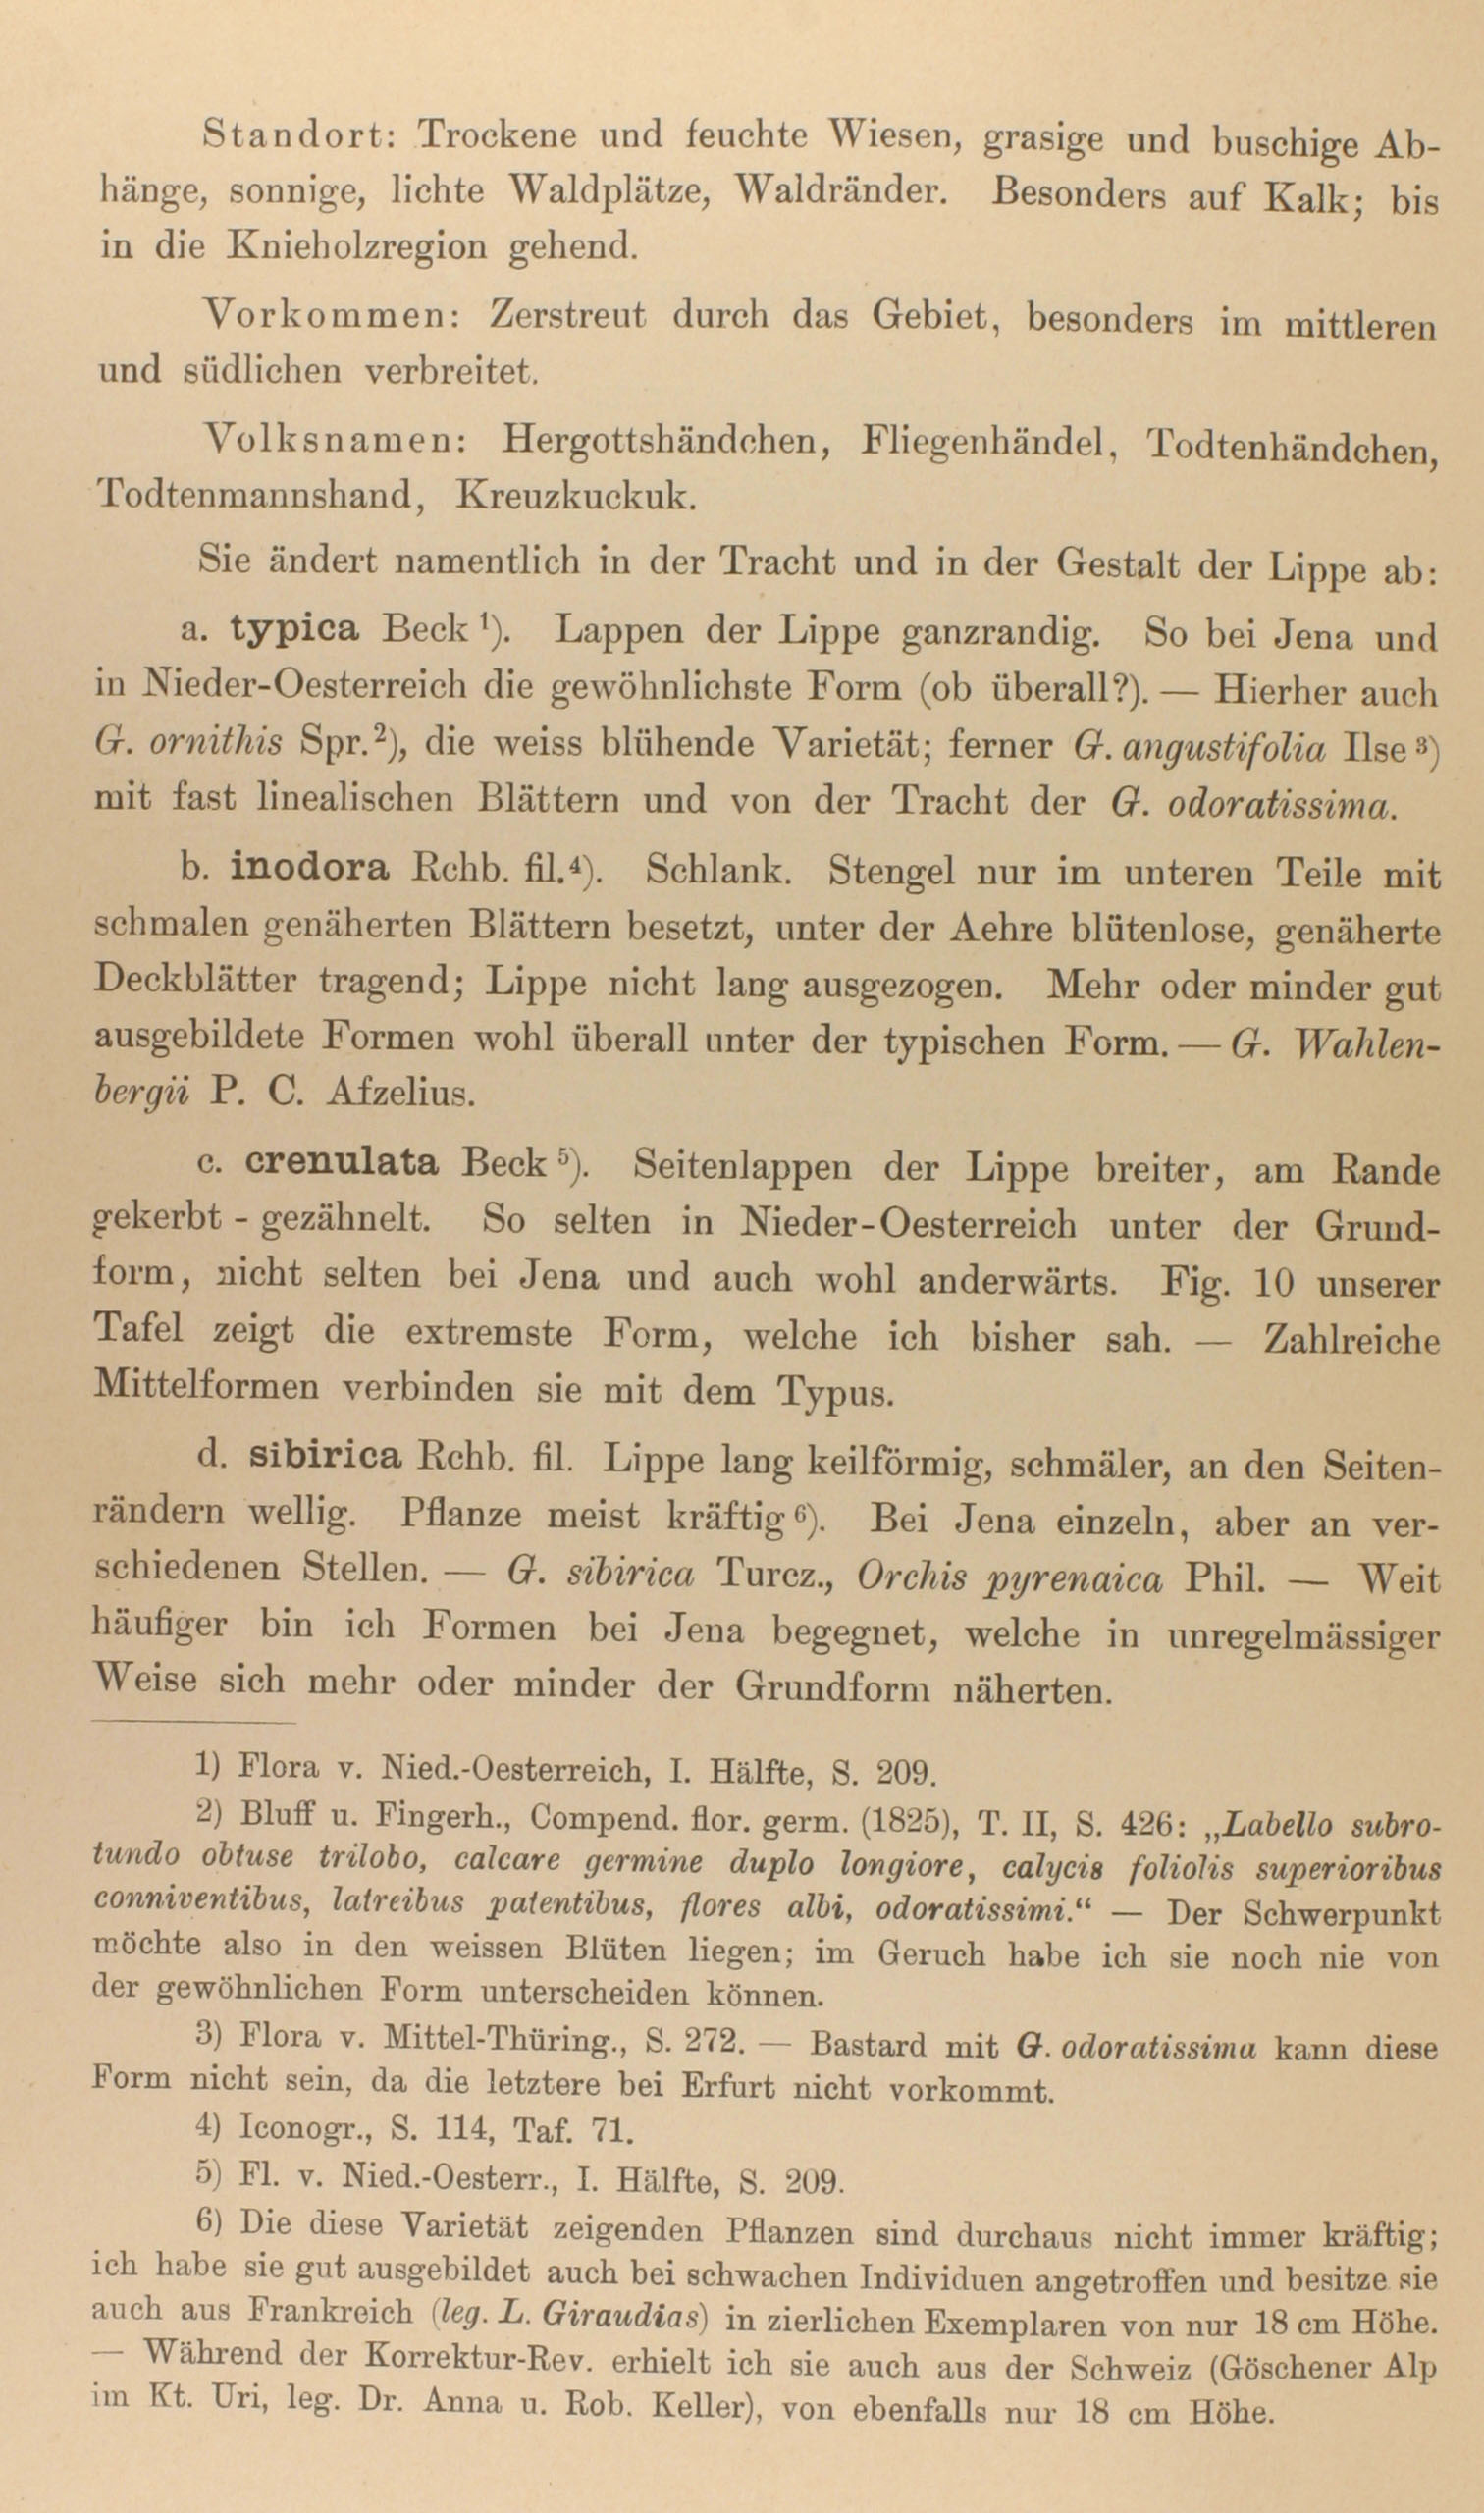 Standort: Trockene und feuchte Wiesen, grasige und buschige Ab-
hänge, sonnige, lichte Waldplätze, Waldränder. Besonders auf Kalk; bis
in die Knieholzregion gehend.
Vorkommen: Zerstreut durch das Gebiet, besonders im mittleren
und südlichen verbreitet.
Volksnamen: Hergottshändchen, Fliegenhändel, Todtenhändchen,
Todtenmannshand, Kreuzkuckuk.
Sie ändert namentlich in der Tracht und in der Gestalt der Lippe ab:
a. typica Beck ¹). Lappen der Lippe ganzrandig. So bei Jena und
in Nieder-Oesterreich die gewöhnlichste Form (ob überall?). — Hierher auch
G. ornithis Spr.²), die weiss blühende Varietät; ferner G. angustifolia Ilse ³)
mit fast linealischen Blättern und von der Tracht der G. odoratissima.
b. inodora Rchb. fil.⁴). Schlank. Stengel nur im unteren Teile mit
schmalen genäherten Blättern besetzt, unter der Aehre blütenlose, genäherte
Deckblätter tragend; Lippe nicht lang ausgezogen. Mehr oder minder gut
ausgebildete Formen wohl überall unter der typischen Form. — G. Wahlen-
bergii P. C. Afzelius.
c. crenulata Beck ⁵). Seitenlappen der Lippe breiter, am Rande
gekerbt - gezähnelt. So selten in Nieder-Oesterreich unter der Grund-
form, nicht selten bei Jena und auch wohl anderwärts. Fig. 10 unserer
Tafel zeigt die extremste Form, welche ich bisher sah. — Zahlreiche
Mittelformen verbinden sie mit dem Typus.
d. sibirica Rchb. fil. Lippe lang keilförmig, schmäler, an den Seiten-
rändern wellig. Pflanze meist kräftig ⁶). Bei Jena einzeln, aber an ver-
schiedenen Stellen. — G. sibirica Turcz., Orchis pyrenaica Phil. — Weit
häufiger bin ich Formen bei Jena begegnet, welche in unregelmässiger
Weise sich mehr oder minder der Grundform näherten.
1) Flora v. Nied.-Oesterreich, I. Hälfte, S. 209.
2) Bluff u. Fingerh., Compend. flor. germ. (1825), T. II, S. 426: „Labello subro-
tundo obtuse trilobo, calcare germine duplo longiore, calycis foliolis superioribus
conniventibus, latreibus patentibus, flores albi, odoratissimi.“ — Der Schwerpunkt
möchte also in den weissen Blüten liegen; im Geruch habe ich sie noch nie von
der gewöhnlichen Form unterscheiden können.
3) Flora v. Mittel-Thüring., S. 272. — Bastard mit G. odoratissima kann diese
Form nicht sein, da die letztere bei Erfurt nicht vorkommt.
4) Iconogr., S. 114, Taf. 71.
5) Fl. v. Nied.-Oesterr., I. Hälfte, S. 209.
6) Die diese Varietät zeigenden Pflanzen sind durchaus nicht immer kräftig;
ich habe sie gut ausgebildet auch bei schwachen Individuen angetroffen und besitze sie
auch aus Frankreich (leg. L. Giraudias) in zierlichen Exemplaren von nur 18 cm Höhe.
— Während der Korrektur-Rev. erhielt ich sie auch aus der Schweiz (Göschener Alp
im Kt. Uri, leg. Dr. Anna u. Rob. Keller), von ebenfalls nur 18 cm Höhe.